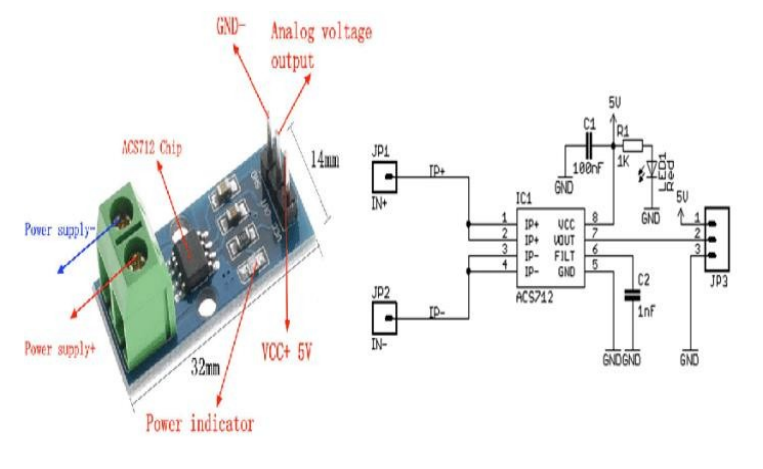 GND-
Analog voltage
output
ACS712 Chip
14mm
Power supply-
Power supply+
32mm
VCC+ 5V
Power indicator
JP1
IN+
IP+
JP2
IN-
IP-
C1
100nF
GND
5V
R1
1K
LED1
Red
GND
IC1
1
2
3
4
IP+
IP+
IP-
IP-
VCC
VOUT
FILT
GND
8
7
6
5
ACS712
C2
1nF
GND
GND
5V
1
2
3
JP3
GND